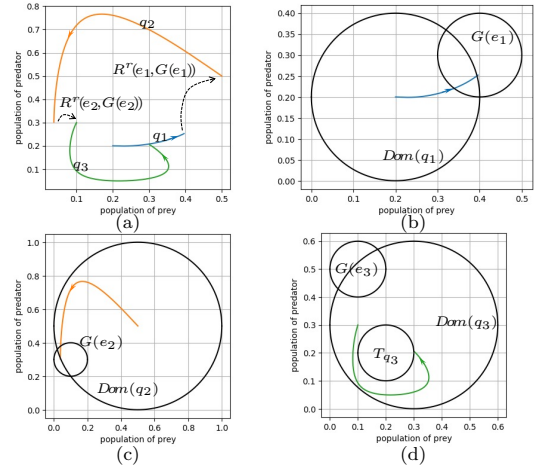 0.8
0.7
0.6
0.5
0.4
0.3
0.2
0.1
0.1 0.2 0.3 0.4 0.5
population of predator
population of prey
q₂
Rʳ(e₁,G(e₁))
Rʳ(e₂,G(e₂))
q₁
q₃
(a)
0.40
0.35
0.30
0.25
0.20
0.15
0.10
0.05
0.00
0.0 0.1 0.2 0.3 0.4 0.5
population of predator
population of prey
G(e₁)
Dom(q₁)
(b)
1.0
0.8
0.6
0.4
0.2
0.0
0.0 0.2 0.4 0.6 0.8 1.0
population of predator
population of prey
G(e₂)
Dom(q₂)
(c)
0.6
0.5
0.4
0.3
0.2
0.1
0.0
0.0 0.1 0.2 0.3 0.4 0.5 0.6
population of predator
population of prey
G(e₃)
Dom(q₃)
T_q₃
(d)